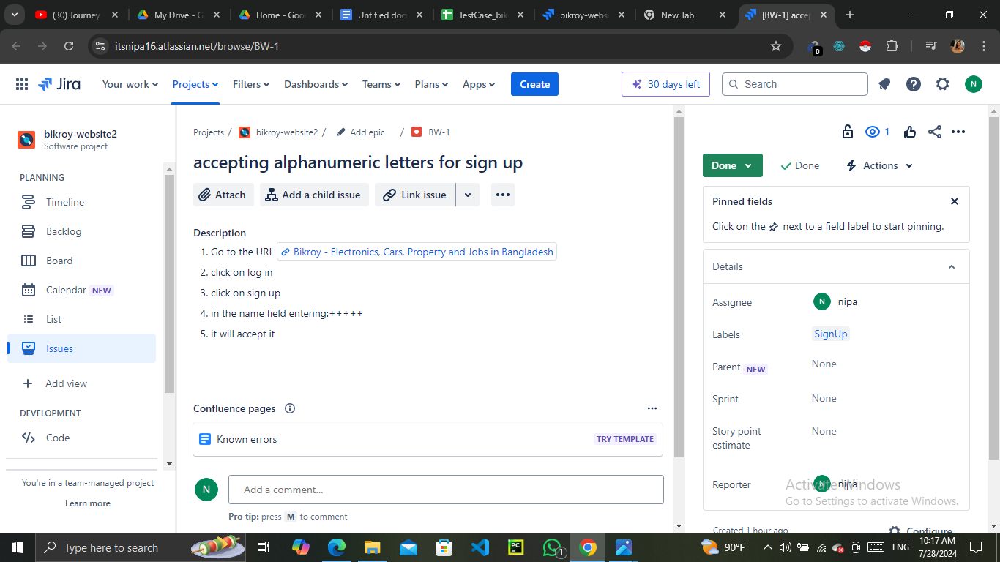 (30) Journey
My Drive - G
Home - Goo
Untitled doc
TestCase_bik
bikroy-webs
New Tab
[BW-1] accep
itsnipa16.atlassian.net/browse/BW-1
0
Jira
Your work
Projects
Filters
Dashboards
Teams
Plans
Apps
Create
30 days left
Search
N
bikroy-website2
Software project
PLANNING
Timeline
Backlog
Board
Calendar NEW
List
Issues
Add view
DEVELOPMENT
Code
You're in a team-managed project
Learn more
Projects / bikroy-website2 / Add epic / BW-1
accepting alphanumeric letters for sign up
Attach
Add a child issue
Link issue
Description
1. Go to the URL Bikroy - Electronics, Cars, Property and Jobs in Bangladesh
2. click on log in
3. click on sign up
4. in the name field entering:+++++
5. it will accept it
Confluence pages
Known errors TRY TEMPLATE
N
Add a comment...
Pro tip: press M to comment
1
Done
Done
Actions
Pinned fields
Click on the next to a field label to start pinning.
Details
Assignee N nipa
Labels SignUp
Parent NEW None
Sprint None
Story point
estimate
None
Reporter N nipa
Activate Windows
Go to Settings to activate Windows.
Created 1 hour ago
Configure
Type here to search
PC
1
90°F
ENG
10:17 AM
7/28/2024